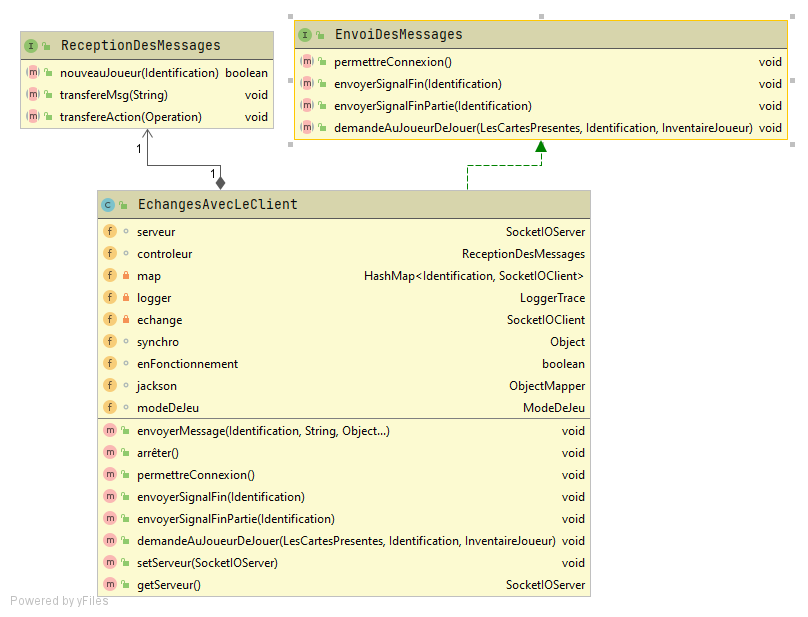 I ReceptionDesMessages
m nouveauJoueur(Identification) boolean
m transfereMsg(String) void
m transfereAction(Operation) void
I EnvoiDesMessages
m permettreConnexion() void
m envoyerSignalFin(Identification) void
m envoyerSignalFinPartie(Identification) void
m demandeAuJoueurDeJouer(LesCartesPresentes, Identification, InventaireJoueur) void
1
1
C EchangesAvecLeClient
f serveur SocketIOServer
f controleur ReceptionDesMessages
f map HashMap<Identification, SocketIOClient>
f logger LoggerTrace
f echange SocketIOClient
f synchro Object
f enFonctionnement boolean
f jackson ObjectMapper
f modeDeJeu ModeDeJeu
m envoyerMessage(Identification, String, Object...) void
m arrêter() void
m permettreConnexion() void
m envoyerSignalFin(Identification) void
m envoyerSignalFinPartie(Identification) void
m demandeAuJoueurDeJouer(LesCartesPresentes, Identification, InventaireJoueur) void
m setServeur(SocketIOServer) void
m getServeur() SocketIOServer
Powered by yFiles